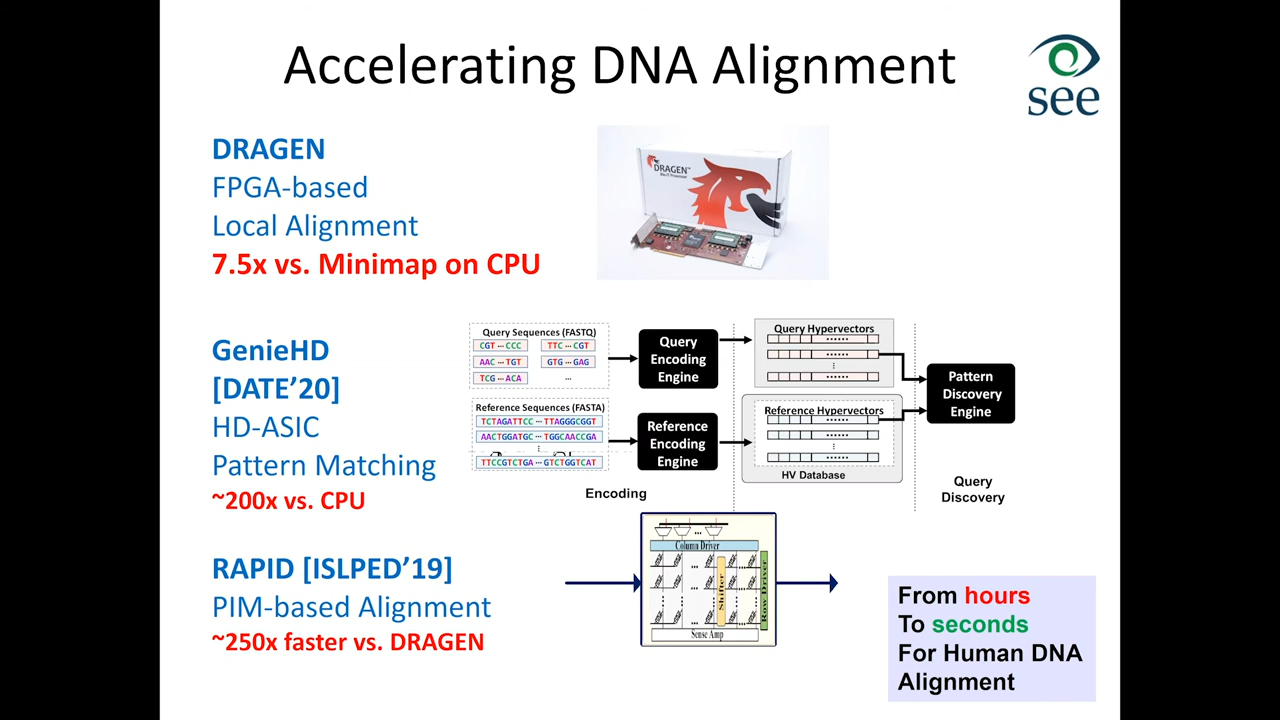 Accelerating DNA Alignment
see
DRAGEN
FPGA-based
Local Alignment
7.5x vs. Minimap on CPU
DRAGEN™
GenieHD
[DATE’20]
HD-ASIC
Pattern Matching
~200x vs. CPU
Query Sequences (FASTQ)
CGT ··· CCC
TTC ··· CGT
AAC ··· TGT
GTG ··· GAG
TCG ··· ACA
...
Query
Encoding
Engine
Query Hypervectors
Reference Sequences (FASTA)
TCTAGATTCC ··· TTAGGGCGGT
AACTGGATGC ··· TGGCAACCGA
TTCCGTCTGA ··· GTCTGGTCAT
Reference
Encoding
Engine
Reference Hypervectors
HV Database
Pattern
Discovery
Engine
Encoding
Query
Discovery
RAPID [ISLPED’19]
PIM-based Alignment
~250x faster vs. DRAGEN
Column Driver
Shifter
Row Driver
Sense Amp
From hours
To seconds
For Human DNA
Alignment